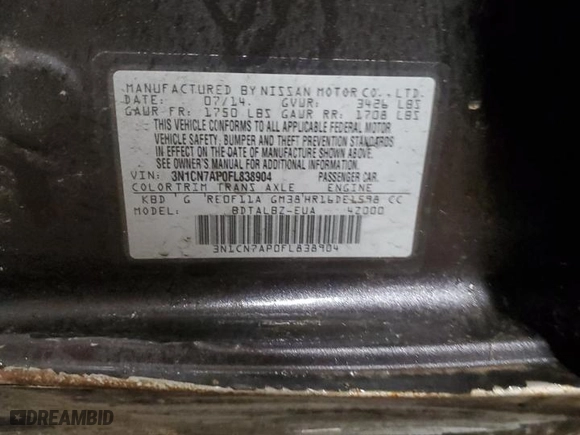 MANUFACTURED BY NISSAN MOTOR CO., LTD.
DATE: 07/14 GVWR: 3426 LBS
GAWR FR: 1750 LBS GAWR RR: 1708 LBS
THIS VEHICLE CONFORMS TO ALL APPLICABLE FEDERAL MOTOR
VEHICLE SAFETY, BUMPER AND THEFT PREVENTION STANDARDS
IN EFFECT ON THE DATE OF MANUFACTURE SHOWN ABOVE.
SEE OWNER'S MANUAL FOR ADDITIONAL INFORMATION
VIN: 3N1CN7AP0FL838904 PASSENGER CAR
COLOR TRIM TRANS AXLE ENGINE
KBD G RE0F11A GM38 HR16DE 1598 CC
MODEL: BDTALBZ-EUA 42000
3N1CN7AP0FL838904
DREAMBID